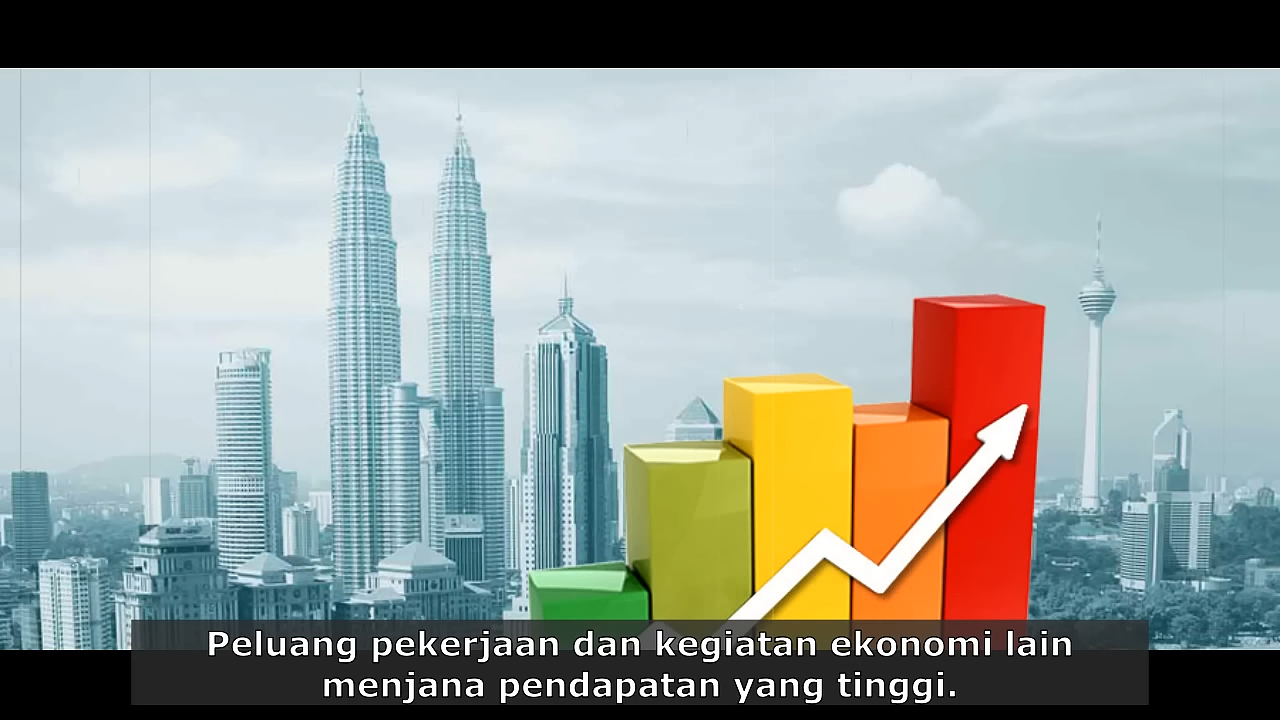 Peluang pekerjaan dan kegiatan ekonomi lain
menjana pendapatan yang tinggi.